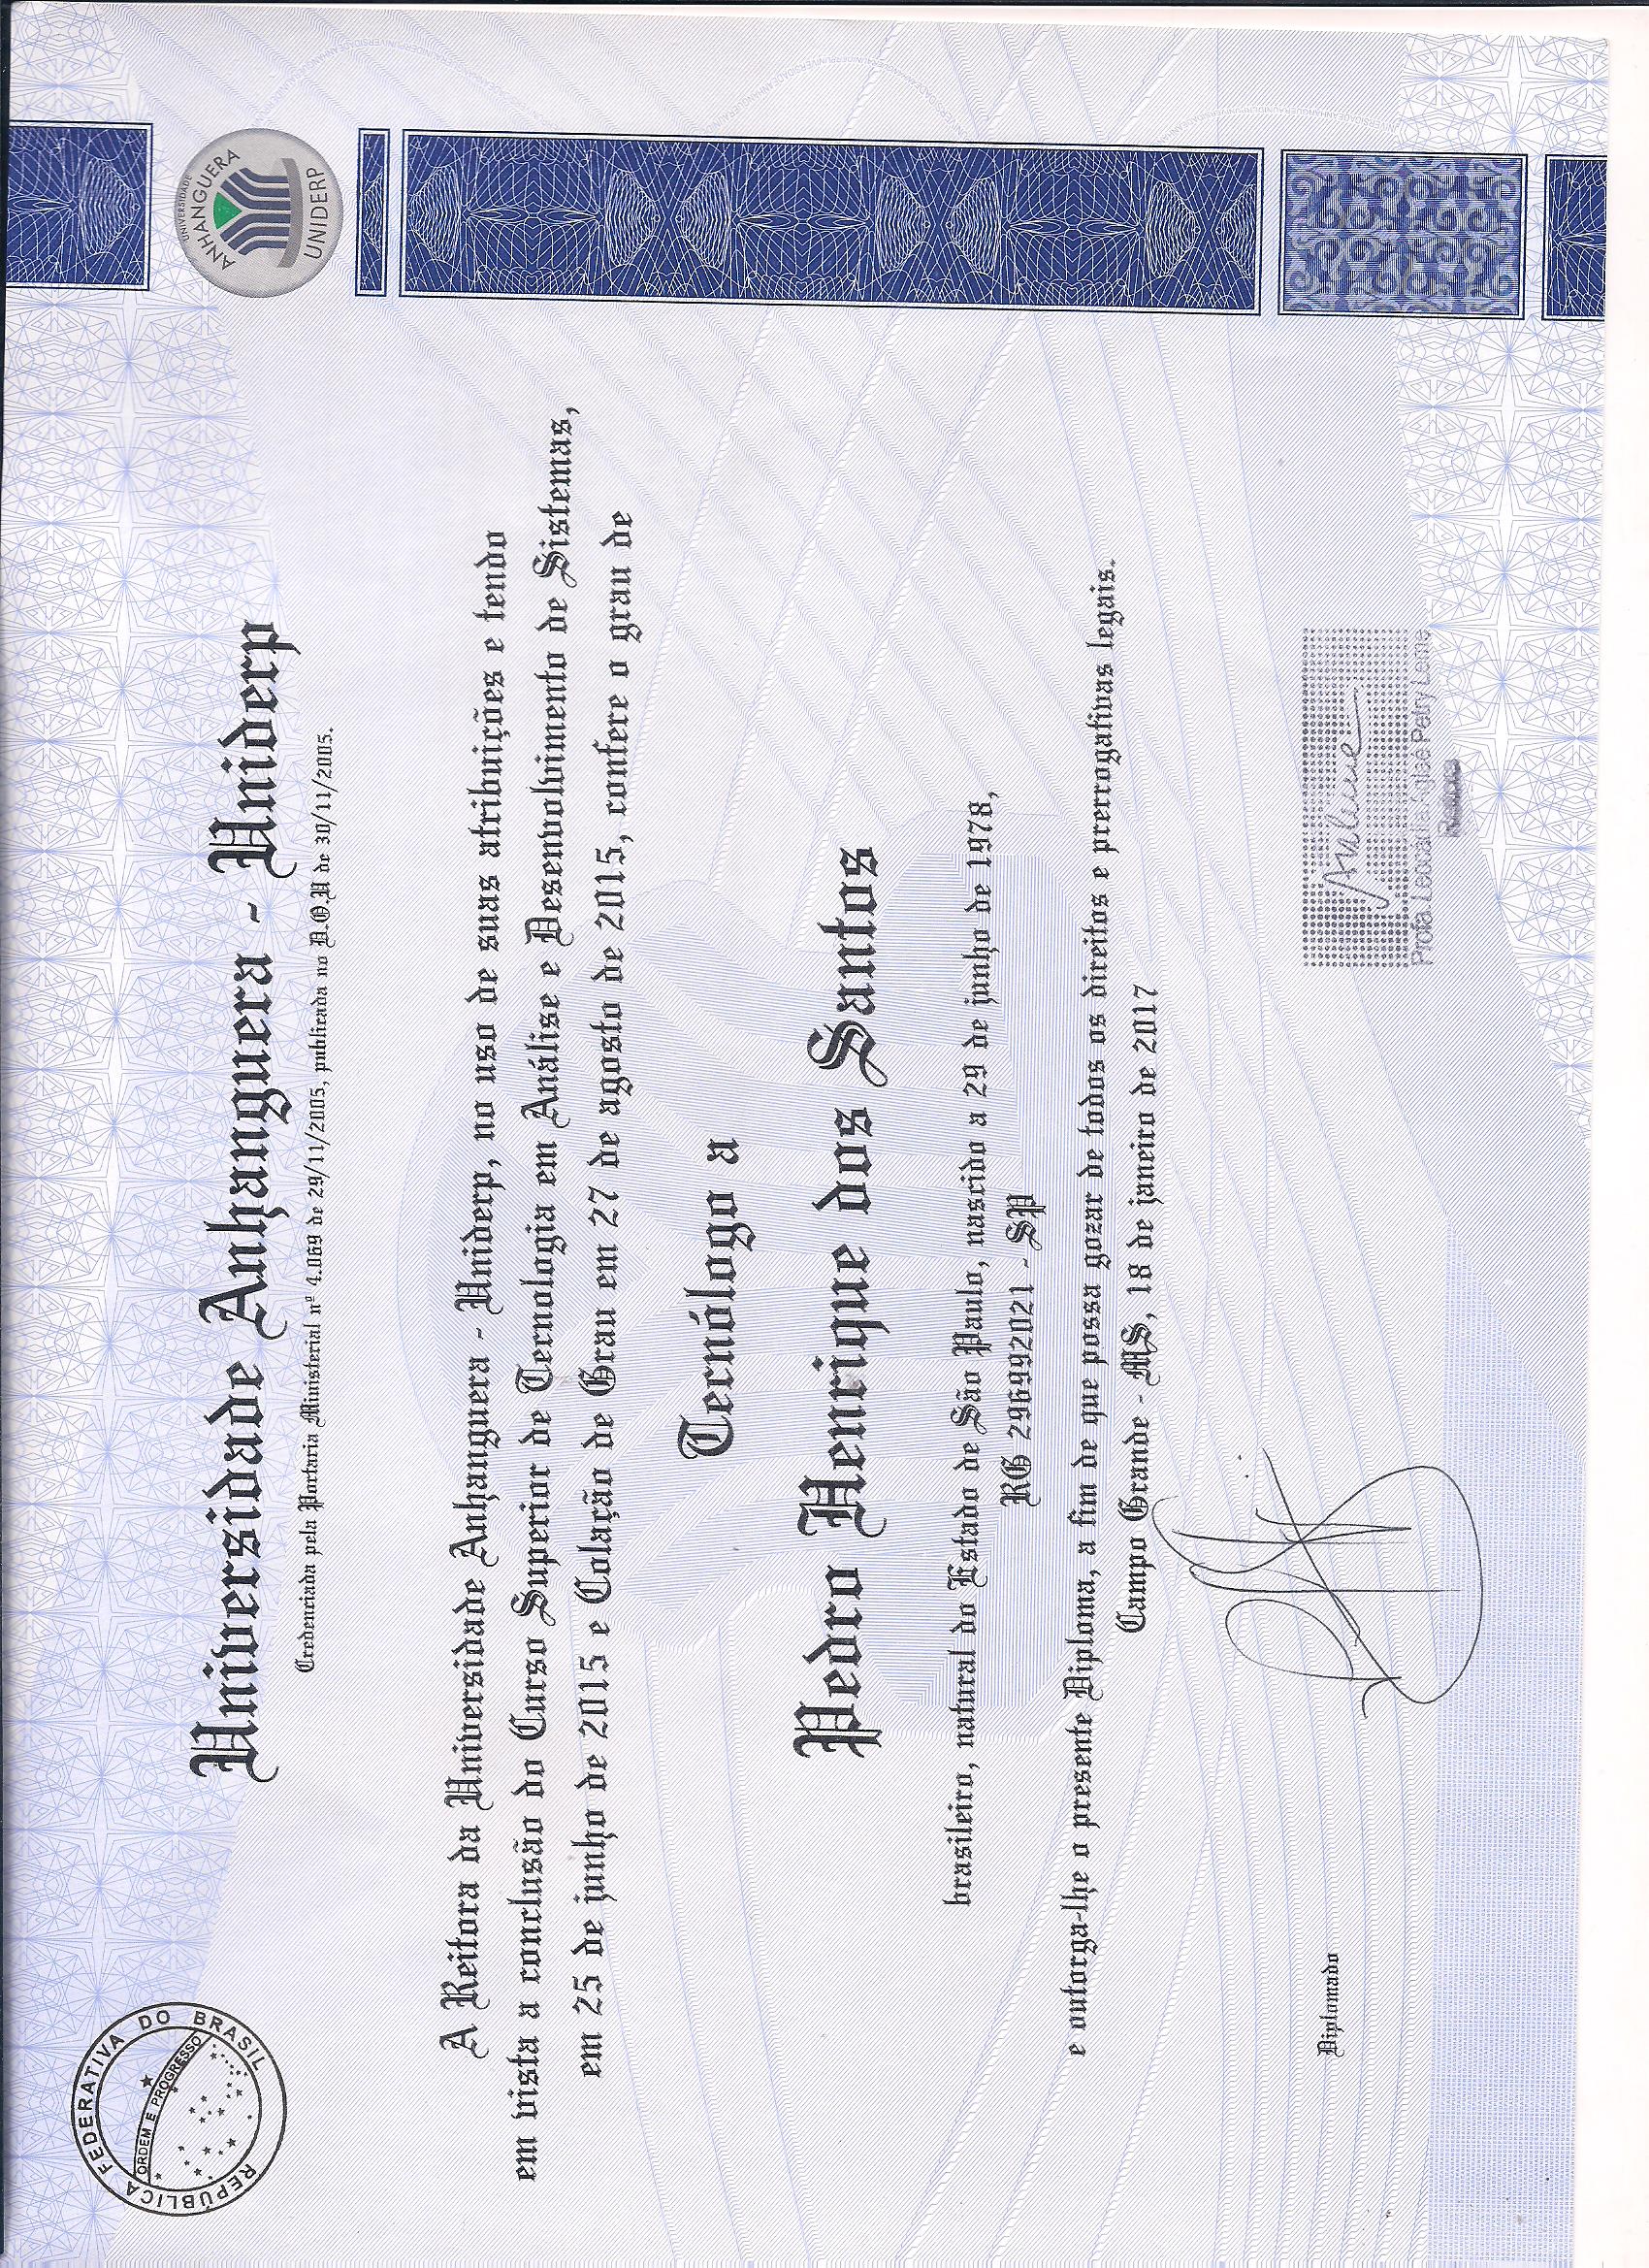 REPÚBLICA FEDERATIVA DO BRASIL
ORDEM E PROGRESSO
UNIVERSIDADE
ANHANGUERA
UNIDERP
Universidade Anhanguera - Uniderp
Credenciada pela Portaria Ministerial nº 4.069 de 29/11/2005, publicada no D.O.U de 30/11/2005.
A Reitora da Universidade Anhanguera - Uniderp, no uso de suas atribuições e tendo
em vista a conclusão do Curso Superior de Tecnologia em Análise e Desenvolvimento de Sistemas,
em 25 de junho de 2015 e Colação de Grau em 27 de agosto de 2015, confere o grau de
Tecnólogo a
Pedro Henrique dos Santos
brasileiro, natural do Estado de São Paulo, nascido a 29 de junho de 1978,
RG 296992021 - SP
e outorga-lhe o presente Diploma, a fim de que possa gozar de todos os direitos e prerrogativas legais.
Campo Grande - MS, 18 de janeiro de 2017
Diplomado
Profa. Leocádia Aglaé Petry Leme
Reitora